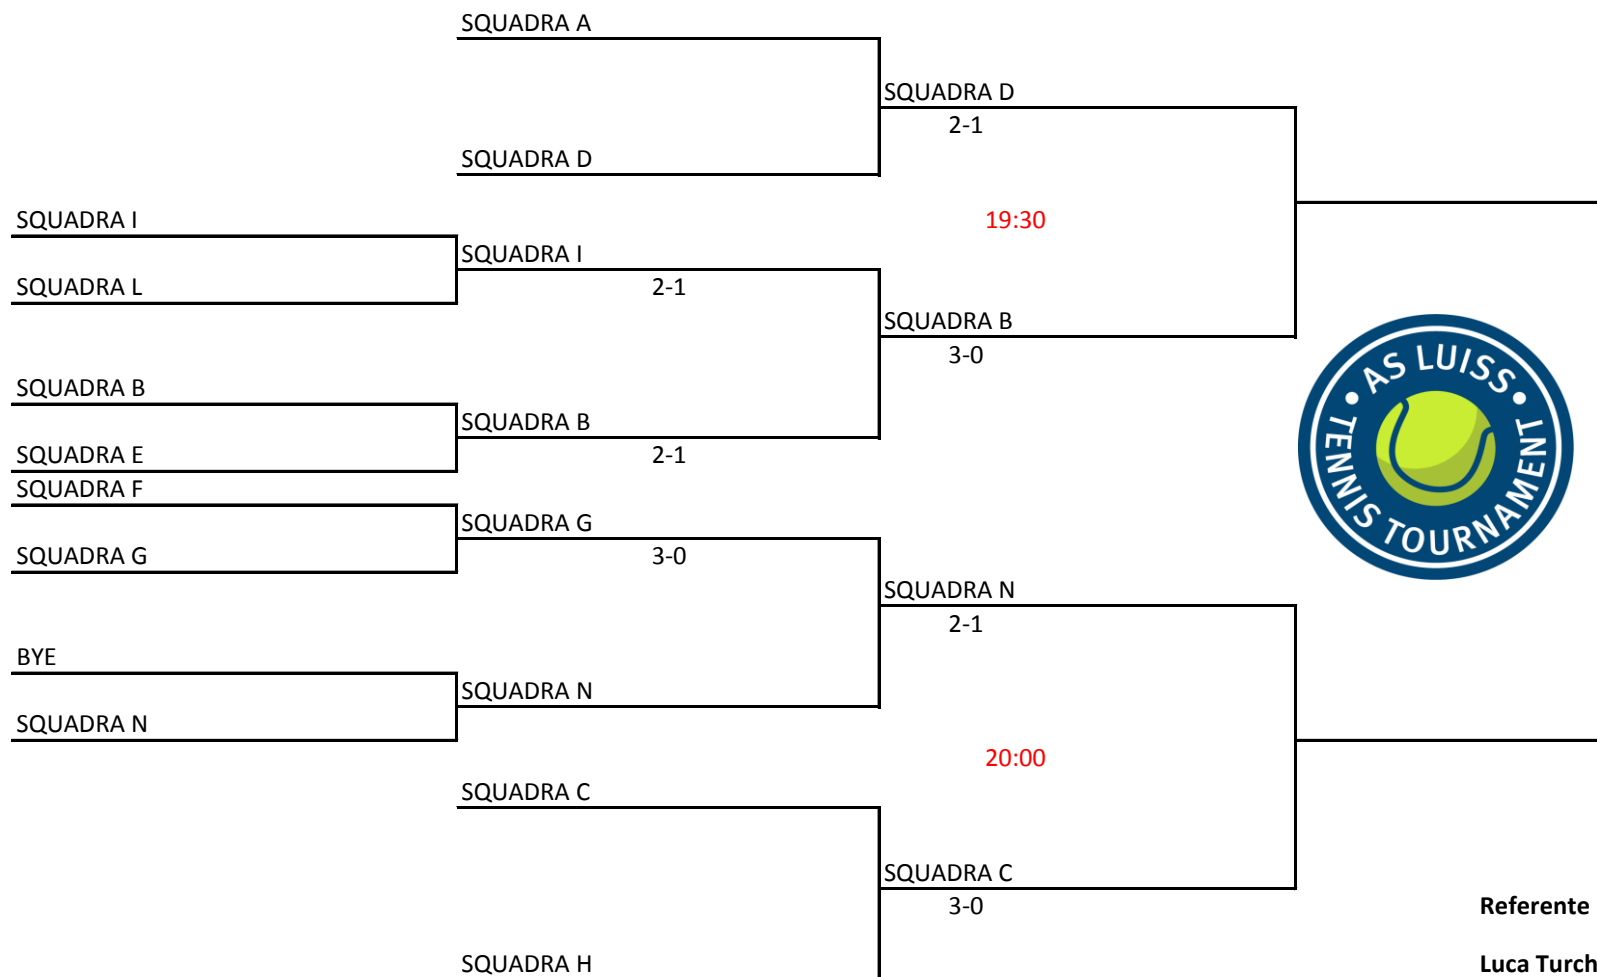 SQUADRA A
SQUADRA D
2-1
SQUADRA D
SQUADRA I
19:30
SQUADRA I
SQUADRA L
2-1
SQUADRA B
3-0
SQUADRA B
SQUADRA B
SQUADRA E
2-1
SQUADRA F
SQUADRA G
SQUADRA G
3-0
SQUADRA N
2-1
BYE
SQUADRA N
SQUADRA N
20:00
SQUADRA C
SQUADRA C
3-0
SQUADRA H
• AS LUISS •
TENNIS TOURNAMENT
Referente
Luca Turch